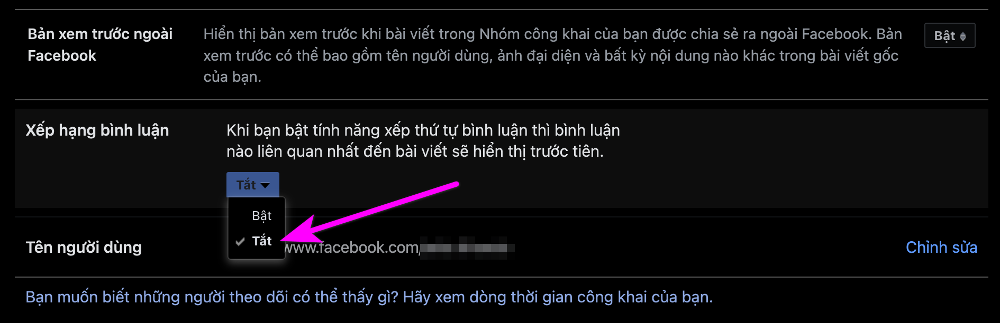 Bản xem trước ngoài
Facebook
Hiển thị bản xem trước khi bài viết trong Nhóm công khai của bạn được chia sẻ ra ngoài Facebook. Bản
xem trước có thể bao gồm tên người dùng, ảnh đại diện và bất kỳ nội dung nào khác trong bài viết gốc
của bạn.
Bật
Xếp hạng bình luận
Khi bạn bật tính năng xếp thứ tự bình luận thì bình luận
nào liên quan nhất đến bài viết sẽ hiển thị trước tiên.
Tắt
Bật
Tắt
Tên người dùng
www.facebook.com/
Chỉnh sửa
Bạn muốn biết những người theo dõi có thể thấy gì? Hãy xem dòng thời gian công khai của bạn.